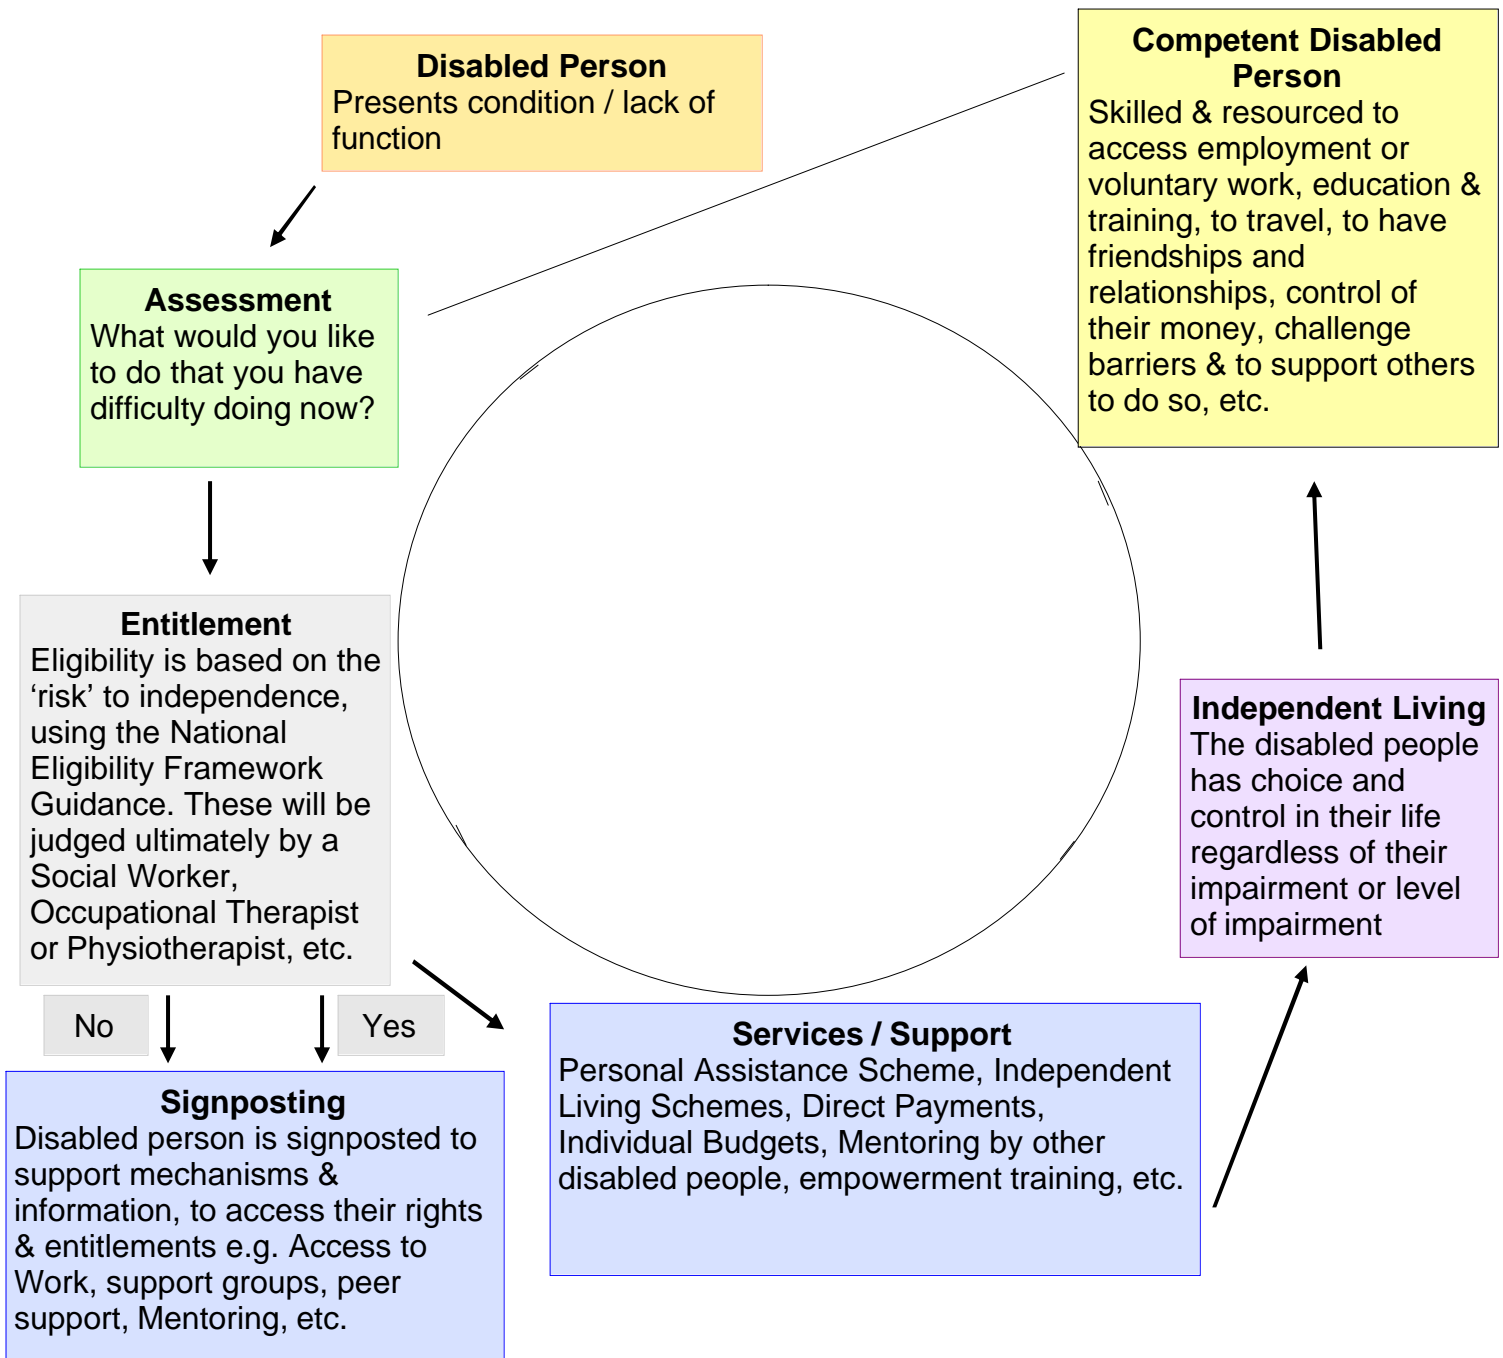 Disabled Person
Presents condition / lack of
function
Competent Disabled
Person
Skilled & resourced to
access employment or
voluntary work, education &
training, to travel, to have
friendships and
relationships, control of
their money, challenge
barriers & to support others
to do so, etc.
Assessment
What would you like
to do that you have
difficulty doing now?
Entitlement
Eligibility is based on the
‘risk’ to independence,
using the National
Eligibility Framework
Guidance. These will be
judged ultimately by a
Social Worker,
Occupational Therapist
or Physiotherapist, etc.
Independent Living
The disabled people
has choice and
control in their life
regardless of their
impairment or level
of impairment
No
Yes
Services / Support
Personal Assistance Scheme, Independent
Living Schemes, Direct Payments,
Individual Budgets, Mentoring by other
disabled people, empowerment training, etc.
Signposting
Disabled person is signposted to
support mechanisms &
information, to access their rights
& entitlements e.g. Access to
Work, support groups, peer
support, Mentoring, etc.